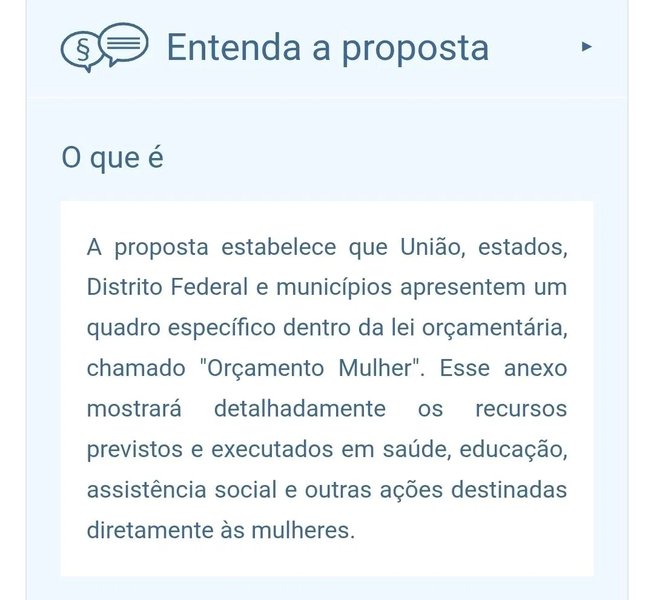 §
Entenda a proposta
O que é
A proposta estabelece que União, estados,
Distrito Federal e municípios apresentem um
quadro específico dentro da lei orçamentária,
chamado "Orçamento Mulher". Esse anexo
mostrará detalhadamente os recursos
previstos e executados em saúde, educação,
assistência social e outras ações destinadas
diretamente às mulheres.